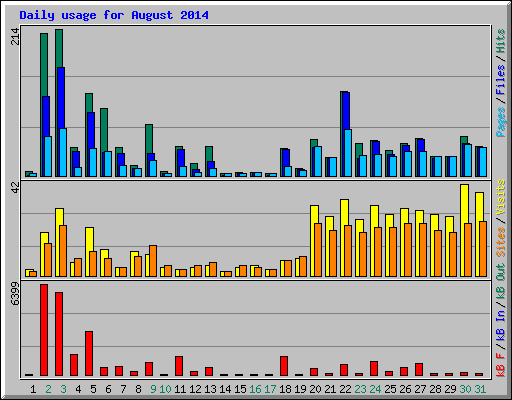 Daily usage for August 2014
214
Pages / Files / Hits
42
Sites / Visits
6399
kB F / kB In / kB Out
1 2 3 4 5 6 7 8 9 10 11 12 13 14 15 16 17 18 19 20 21 22 23 24 25 26 27 28 29 30 31